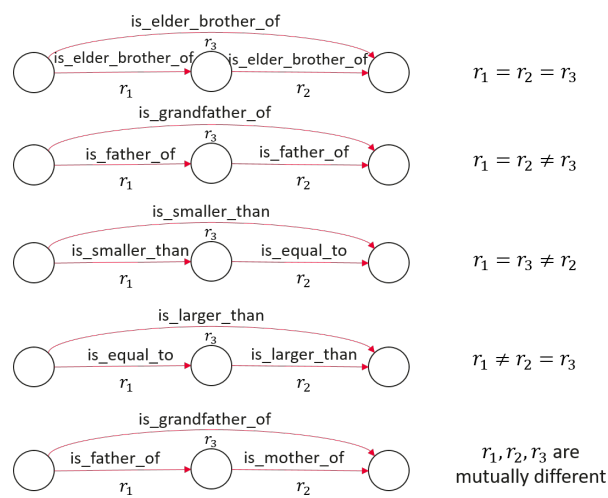 is_elder_brother_of
r₃
is_elder_brother_of is_elder_brother_of
r₁ r₂
r₁ = r₂ = r₃
is_grandfather_of
r₃
is_father_of is_father_of
r₁ r₂
r₁ = r₂ ≠ r₃
is_smaller_than
r₃
is_smaller_than is_equal_to
r₁ r₂
r₁ = r₃ ≠ r₂
is_larger_than
r₃
is_equal_to is_larger_than
r₁ r₂
r₁ ≠ r₂ = r₃
is_grandfather_of
r₃
is_father_of is_mother_of
r₁ r₂
r₁, r₂, r₃ are
mutually different